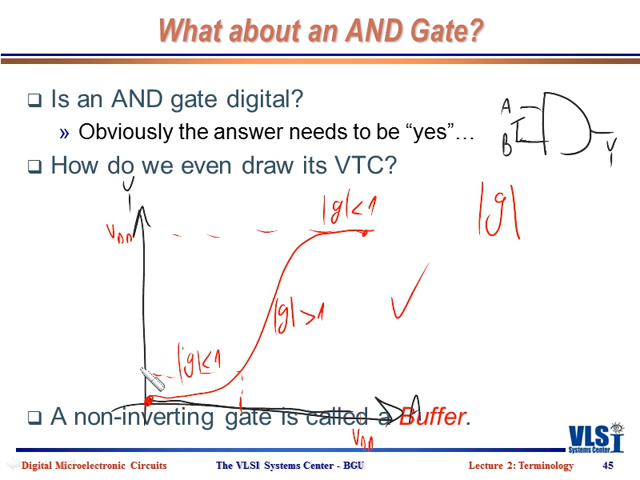 What about an AND Gate?
Is an AND gate digital?
» Obviously the answer needs to be “yes”…
How do we even draw its VTC?
A
B
Y
Y
VDD
|g|<1
|g|
|g|>1
|g|<1
A
VDD
A non-inverting gate is called a Buffer.
VLSI
Systems Center
Digital Microelectronic Circuits
The VLSI Systems Center - BGU
Lecture 2: Terminology
45